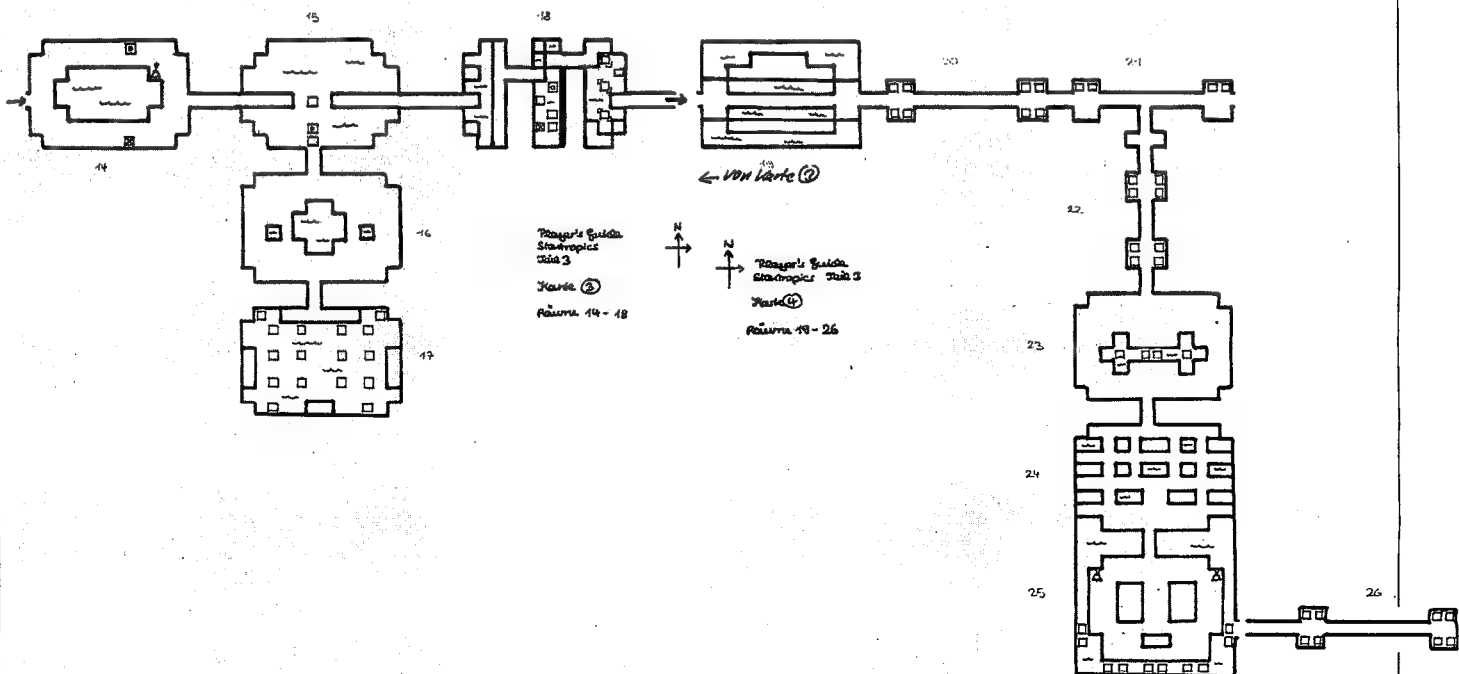 15
18
20
21
14
19
← von Karte ②
22
16
Player's Guide
Startropics
Teil 3
Karte ③
Räume 14 - 18
N
N
Player's Guide
Startropics Teil 3
Karte ④
Räume 19 - 26
17
23
24
25
26